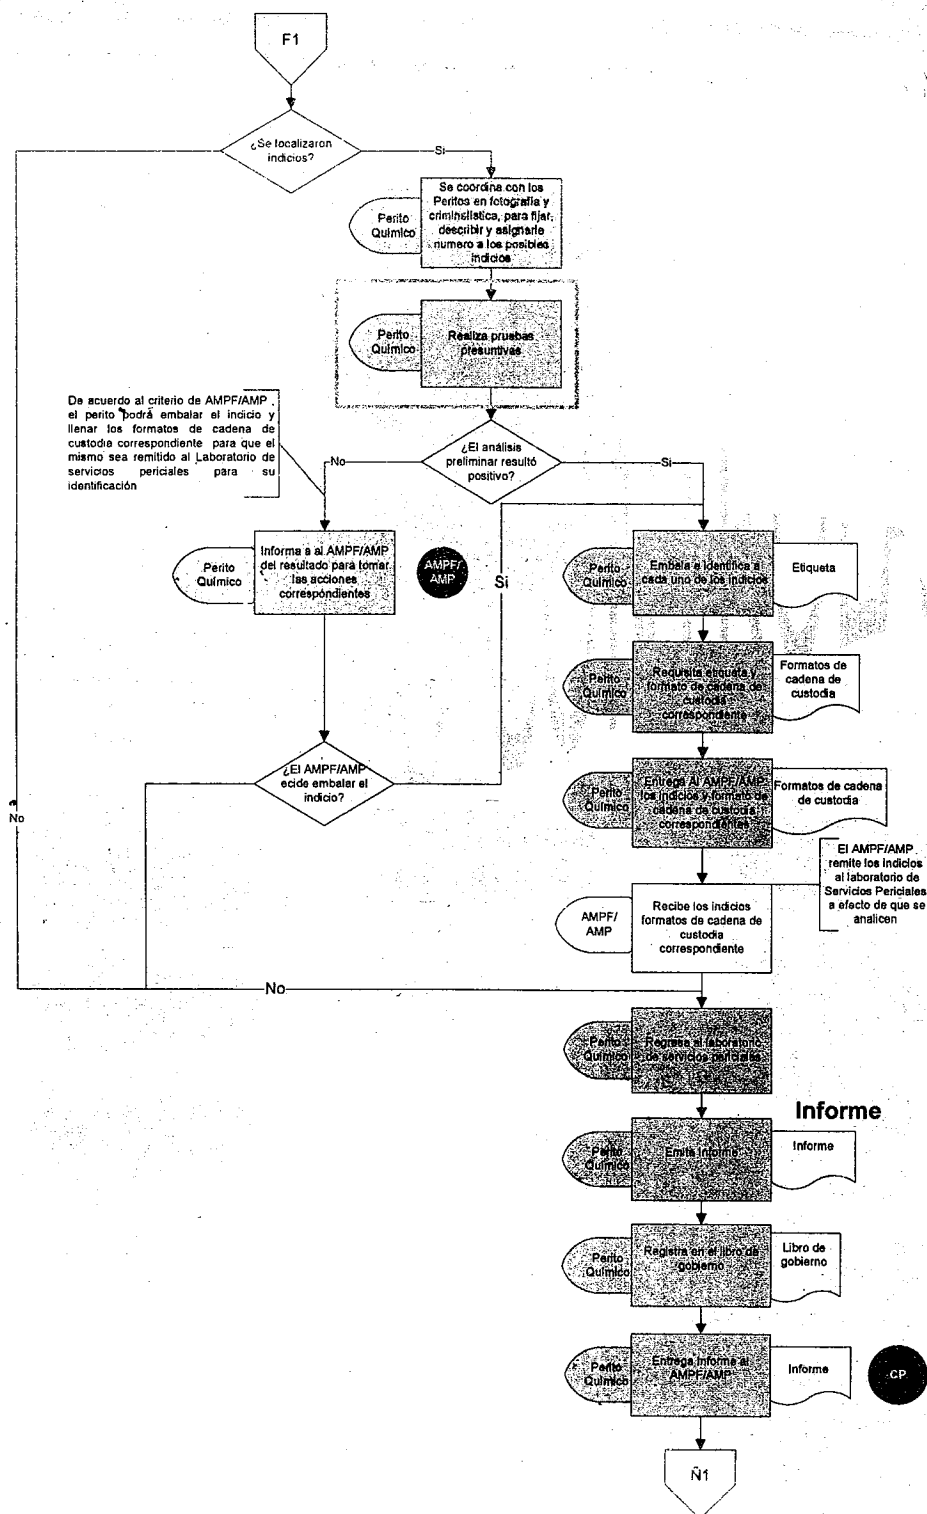 F1
¿Se localizaron
indicios?
Si
Se coordina con los
Peritos en fotografía y
criminalística, para fijar,
describir y asignarle
numero a los posibles
indicios
Perito
Químico
Perito
Químico
Realiza pruebas
presuntivas
De acuerdo al criterio de AMPF/AMP ,
el perito podrá embalar el indicio y
llenar los formatos de cadena de
custodia correspondiente para que el
mismo sea remitido al Laboratorio de
servicios periciales para su
identificación
¿El análisis
preliminar resultó
positivo?
No
Si
Perito
Químico
Informa a al AMPF/AMP
del resultado para tomar
las acciones
correspondientes
AMPF/
AMP
Si
Perito
Químico
Embala e identifica a
cada uno de los indicios
Etiqueta
Perito
Químico
Requisita etiqueta y
formato de cadena de
custodia
correspondiente
Formatos de
cadena de
custodia
¿El AMPF/AMP
ecide embalar el
indicio?
Perito
Químico
Entrega Al AMPF/AMP
los indicios y formato de
cadena de custodia
correspondientes
Formatos de cadena
de custodia
No
El AMPF/AMP
remite los indicios
al laboratorio de
Servicios Periciales
a efecto de que se
analicen
AMPF/
AMP
Recibe los indicios
formatos de cadena de
custodia
correspondiente
No
Perito
Químico
Regresa al laboratorio
de servicios periciales
Informe
Perito
Químico
Emite Informe
Informe
Perito
Químico
Registra en el libro de
gobierno
Libro de
gobierno
Perito
Químico
Entrega Informe al
AMPF/AMP
Informe
CP
Ñ1